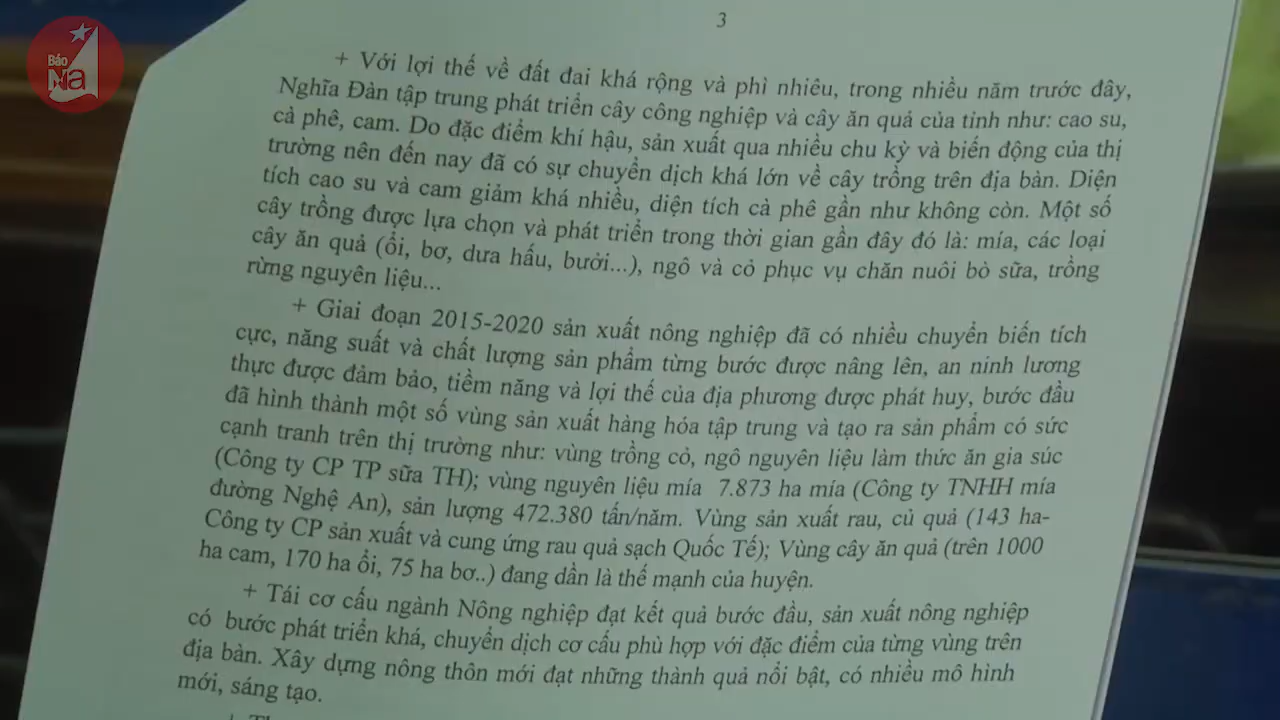 Báo
Na
3
+ Với lợi thế về đất đai khá rộng và phì nhiêu, trong nhiều năm trước đây,
Nghĩa Đàn tập trung phát triển cây công nghiệp và cây ăn quả của tỉnh như: cao su,
cà phê, cam. Do đặc điểm khí hậu, sản xuất qua nhiều chu kỳ và biến động của thị
trường nên đến nay đã có sự chuyển dịch khá lớn về cây trồng trên địa bàn. Diện
tích cao su và cam giảm khá nhiều, diện tích cà phê gần như không còn. Một số
cây trồng được lựa chọn và phát triển trong thời gian gần đây đó là: mía, các loại
cây ăn quả (ổi, bơ, dưa hấu, bưởi...), ngô và cỏ phục vụ chăn nuôi bò sữa, trồng
rừng nguyên liệu...
+ Giai đoạn 2015-2020 sản xuất nông nghiệp đã có nhiều chuyển biến tích
cực, năng suất và chất lượng sản phẩm từng bước được nâng lên, an ninh lương
thực được đảm bảo, tiềm năng và lợi thế của địa phương được phát huy, bước đầu
đã hình thành một số vùng sản xuất hàng hóa tập trung và tạo ra sản phẩm có sức
cạnh tranh trên thị trường như: vùng trồng cỏ, ngô nguyên liệu làm thức ăn gia súc
(Công ty CP TP sữa TH); vùng nguyên liệu mía 7.873 ha mía (Công ty TNHH mía
đường Nghệ An), sản lượng 472.380 tấn/năm. Vùng sản xuất rau, củ quả (143 ha-
Công ty CP sản xuất và cung ứng rau quả sạch Quốc Tế); Vùng cây ăn quả (trên 1000
ha cam, 170 ha ổi, 75 ha bơ..) đang dần là thế mạnh của huyện.
+ Tái cơ cấu ngành Nông nghiệp đạt kết quả bước đầu, sản xuất nông nghiệp
có bước phát triển khá, chuyển dịch cơ cấu phù hợp với đặc điểm của từng vùng trên
địa bàn. Xây dựng nông thôn mới đạt những thành quả nổi bật, có nhiều mô hình
mới, sáng tạo.